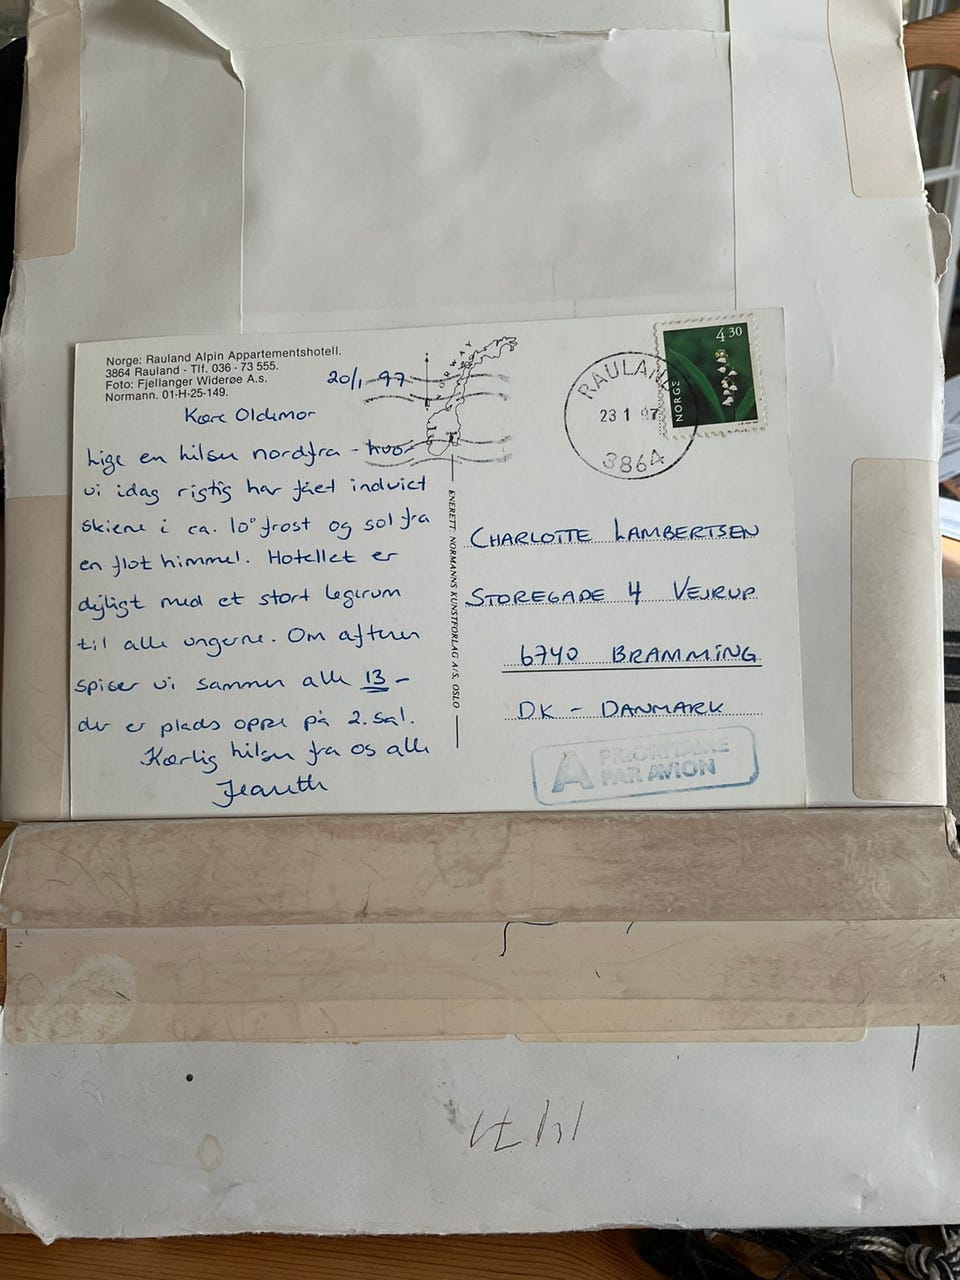 Norge: Rauland Alpin Appartementshotell.
3864 Rauland - Tlf. 036 - 73 555.
Foto: Fjellanger Widerøe A.s.
Normann. 01-H-25-149.
20/1 97
Kære Oldemor
Lige en hilsen nordfra - hvor
vi idag rigtig har fået indviet
skiene i ca. 10° frost og sol fra
en flot himmel. Hotellet er
dejligt med et stort legerum
til alle ungerne. Om aftenen
spiser vi sammen alle 13 -
der er plads oppe på 2. sal.
Kærlig hilsen fra os alle
Jeanette
NORWAY
ENERETT: NORMANNS KUNSTFORLAG A/S, OSLO
RAULAND
23 1 97
3864
NORGE
4 30
CHARLOTTE LAMBERTSEN
STOREGADE 4 VEJRUP
6740 BRAMMING
DK - DANMARK
A PRIORITAIRE
PAR AVION